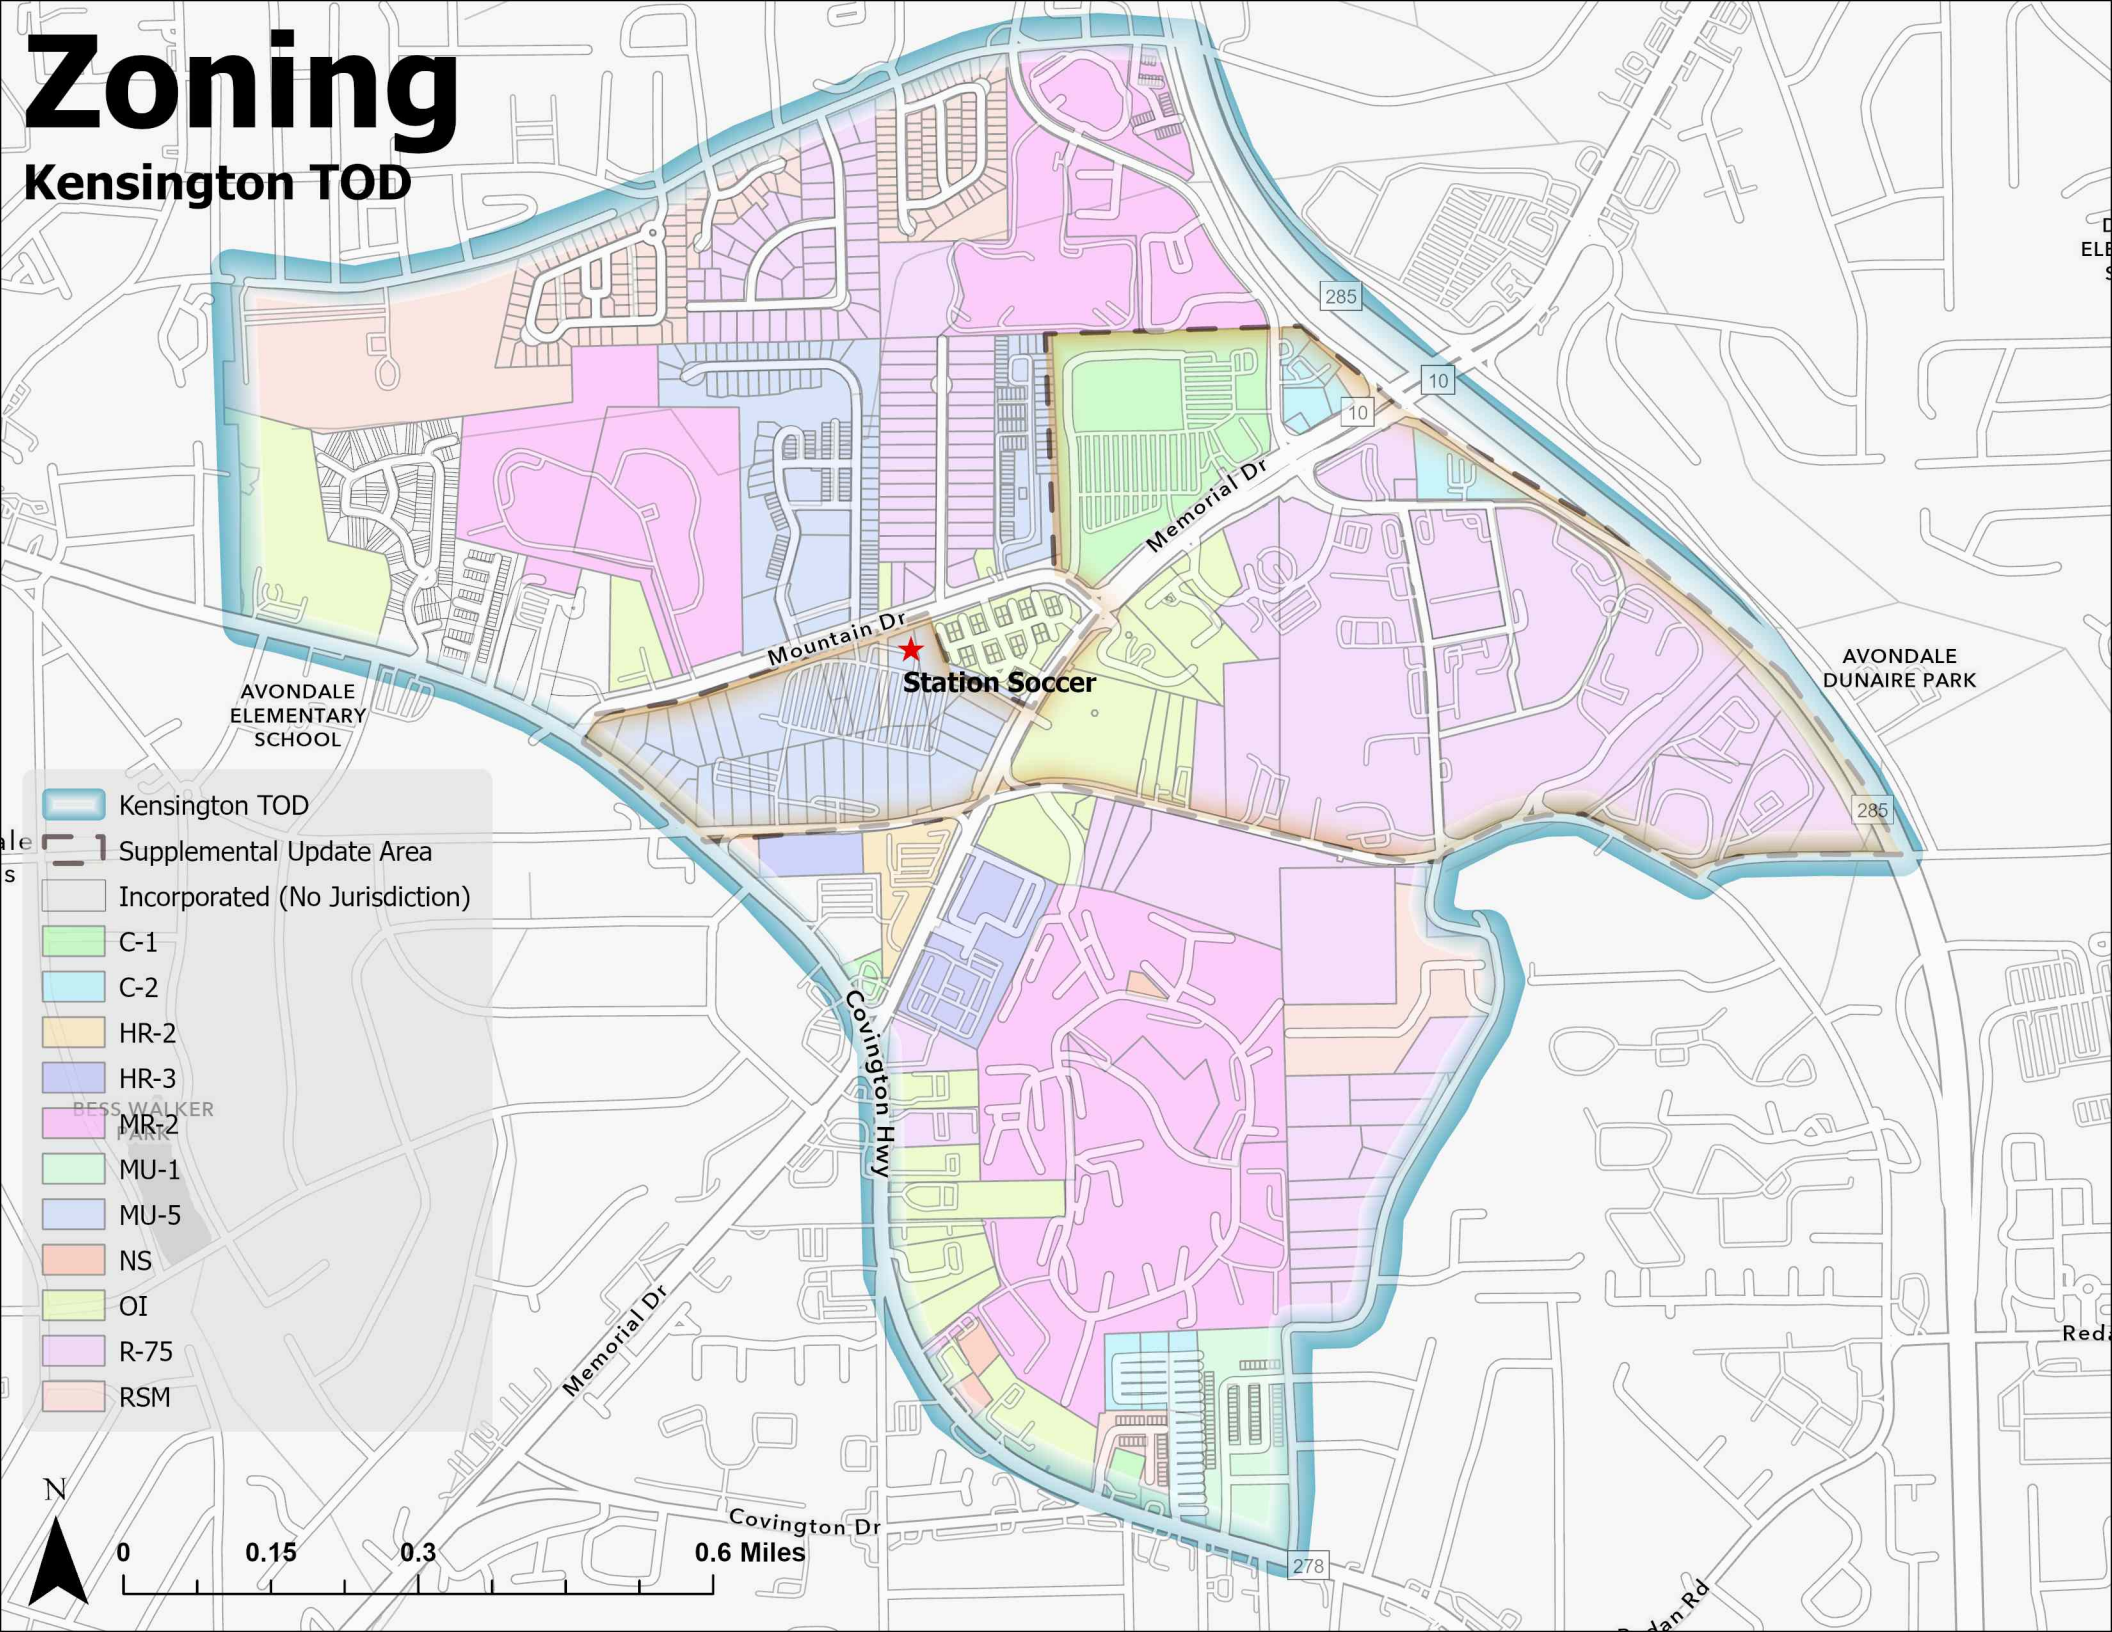 Zoning
Kensington TOD
285
10
10
Memorial Dr
Mountain Dr
Station Soccer
AVONDALE
DUNAIRE PARK
AVONDALE
ELEMENTARY
SCHOOL
285
Kensington TOD
Supplemental Update Area
Incorporated (No Jurisdiction)
C-1
C-2
HR-2
HR-3
BESS WALKER
PARK
MR-2
MU-1
MU-5
NS
OI
R-75
RSM
Covington Hwy
Memorial Dr
Covington Dr
278
N
0
0.15
0.3
0.6 Miles